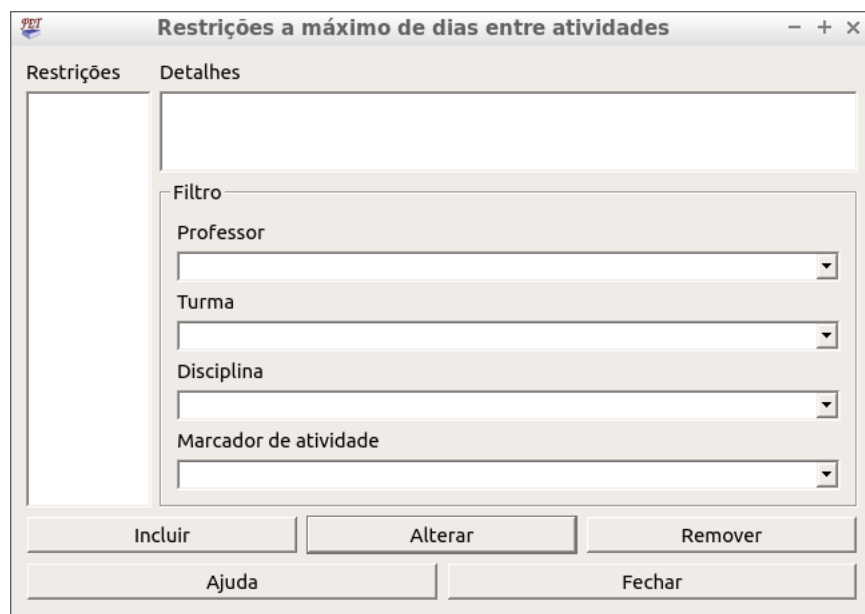 FET
Restrições a máximo de dias entre atividades
Restrições
Detalhes
Filtro
Professor
Turma
Disciplina
Marcador de atividade
Incluir
Alterar
Remover
Ajuda
Fechar